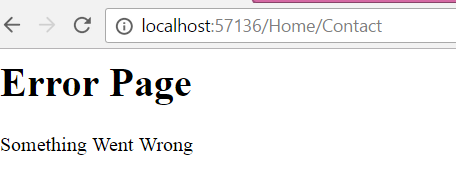 localhost:57136/Home/Contact
Error Page
Something Went Wrong